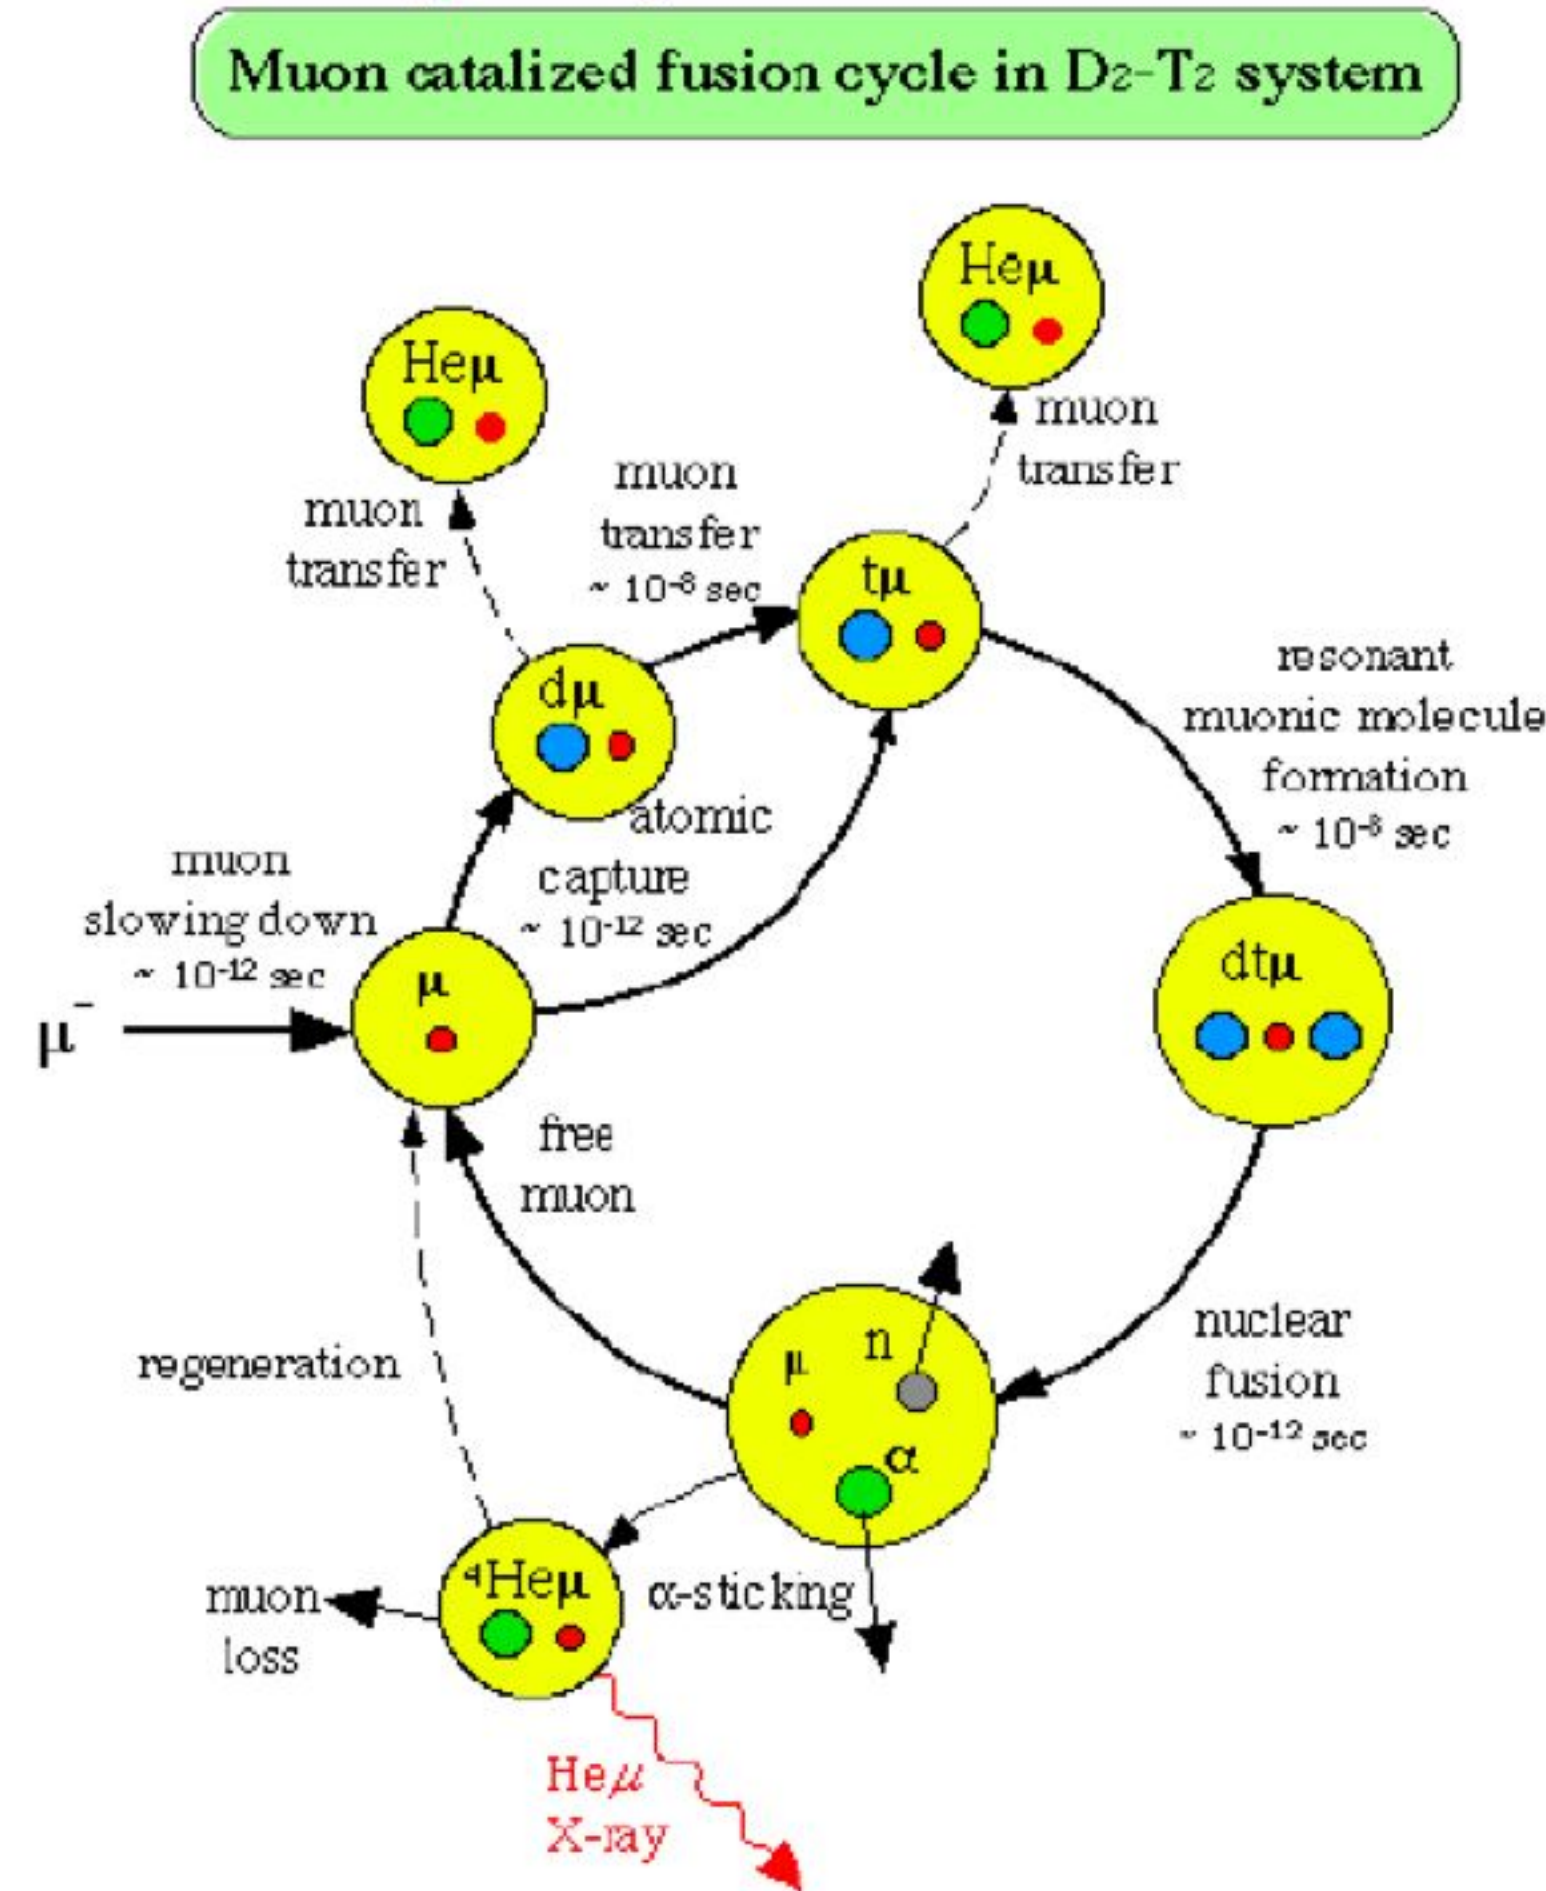 Muon catalized fusion cycle in D2-T2 system
Heμ
muon
transfer
Heμ
muon
transfer
muon
transfer
~ 10-8 sec
tμ
dμ
resonant
muonic molecule
formation
~ 10-8 sec
atomic
capture
~ 10-12 sec
muon
slowing down
~ 10-12 sec
μ-
μ
dtμ
free
muon
regeneration
μ
n
α
nuclear
fusion
~ 10-12 sec
4Heμ
α-sticking
muon
loss
Heμ
X-ray